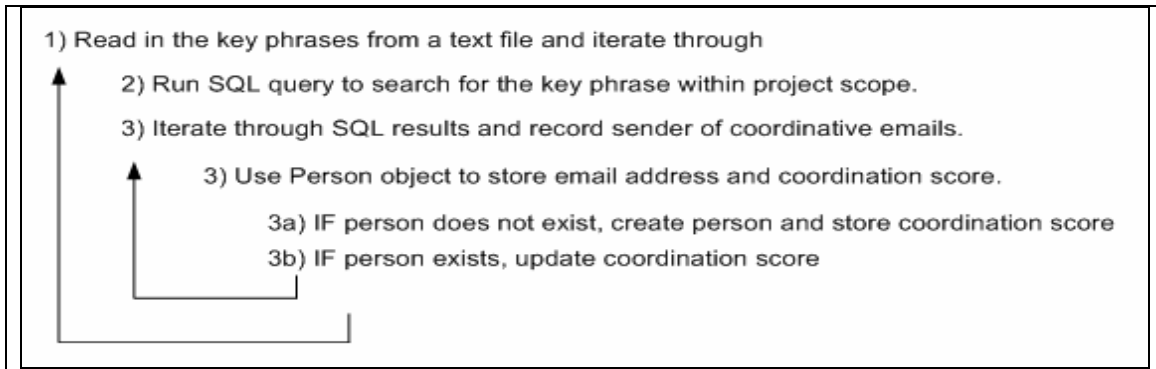 1) Read in the key phrases from a text file and iterate through
2) Run SQL query to search for the key phrase within project scope.
3) Iterate through SQL results and record sender of coordinative emails.
3) Use Person object to store email address and coordination score.
3a) IF person does not exist, create person and store coordination score
3b) IF person exists, update coordination score